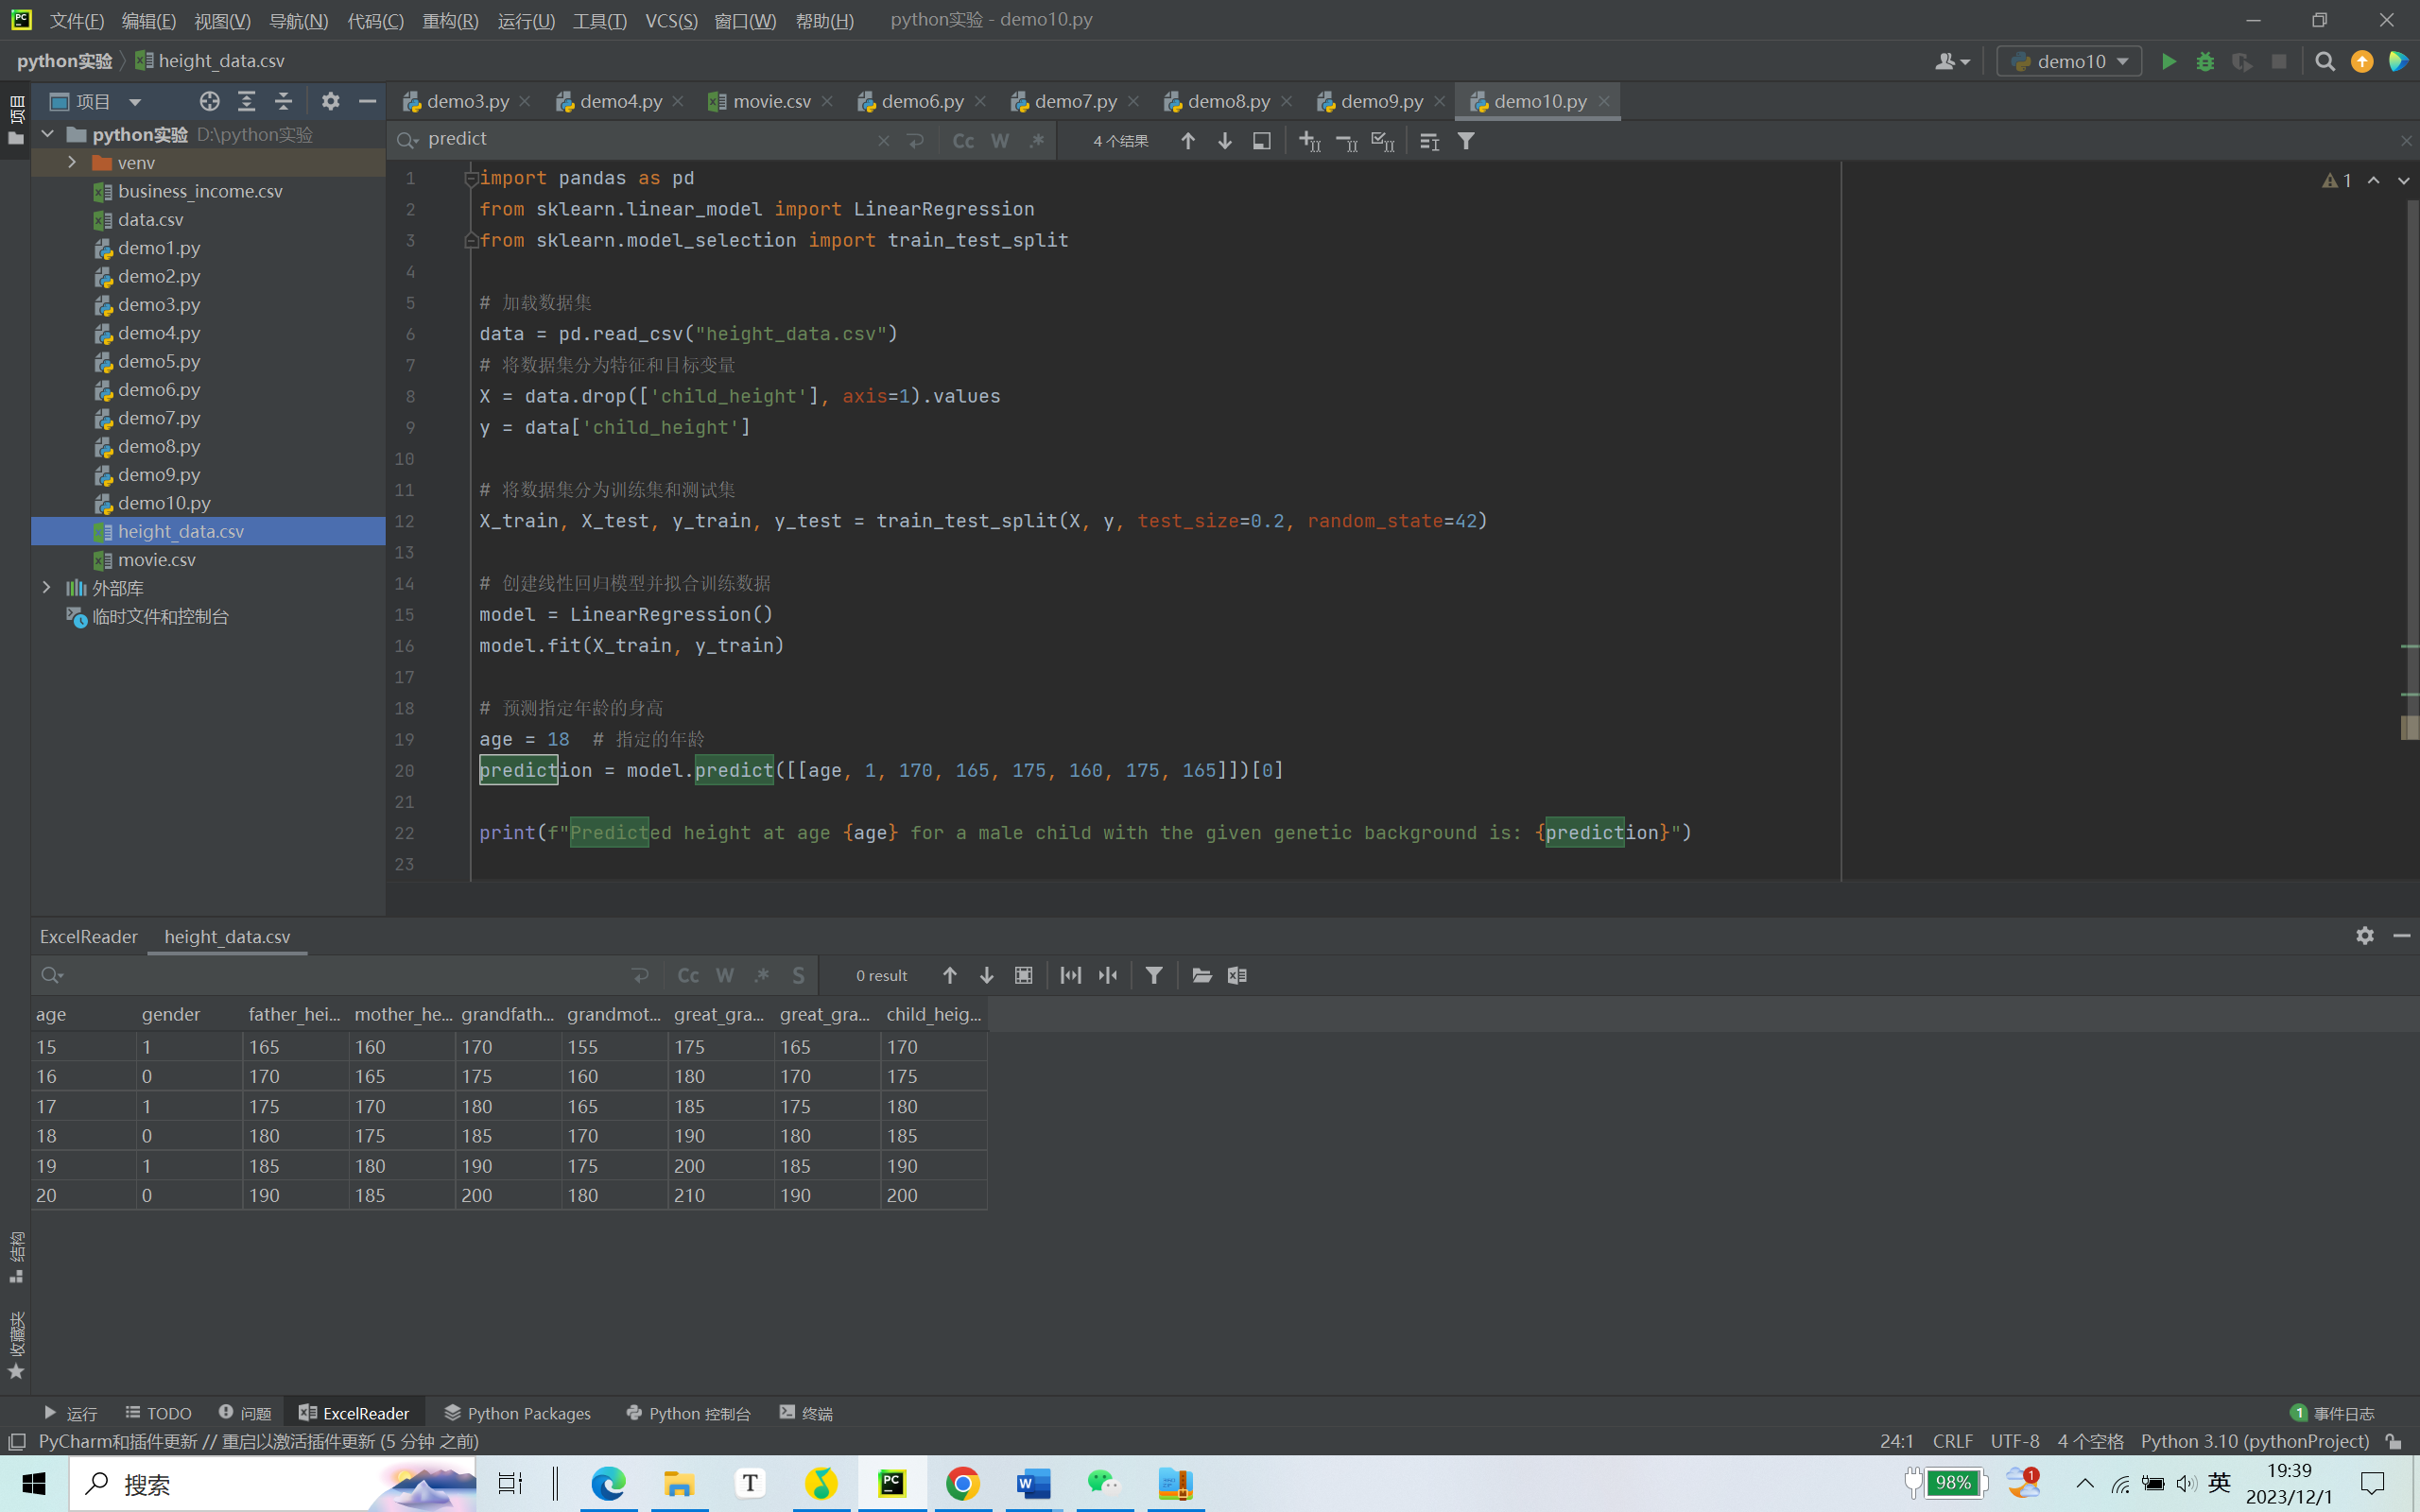 文件(F) 编辑(E) 视图(V) 导航(N) 代码(C) 重构(R) 运行(U) 工具(T) VCS(S) 窗口(W) 帮助(H) python实验 - demo10.py
python实验 height_data.csv demo10
项目 demo3.py demo4.py movie.csv demo6.py demo7.py demo8.py demo9.py demo10.py
项目
python实验 D:\python实验
venv
business_income.csv
data.csv
demo1.py
demo2.py
demo3.py
demo4.py
demo5.py
demo6.py
demo7.py
demo8.py
demo9.py
demo10.py
height_data.csv
movie.csv
外部库
临时文件和控制台
predict Cc W .* 4 个结果
1
1 import pandas as pd
2 from sklearn.linear_model import LinearRegression
3 from sklearn.model_selection import train_test_split
4
5 # 加载数据集
6 data = pd.read_csv("height_data.csv")
7 # 将数据集分为特征和目标变量
8 X = data.drop(['child_height'], axis=1).values
9 y = data['child_height']
10
11 # 将数据集分为训练集和测试集
12 X_train, X_test, y_train, y_test = train_test_split(X, y, test_size=0.2, random_state=42)
13
14 # 创建线性回归模型并拟合训练数据
15 model = LinearRegression()
16 model.fit(X_train, y_train)
17
18 # 预测指定年龄的身高
19 age = 18 # 指定的年龄
20 prediction = model.predict([[age, 1, 170, 165, 175, 160, 175, 165]])[0]
21
22 print(f"Predicted height at age {age} for a male child with the given genetic background is: {prediction}")
23
ExcelReader height_data.csv
Cc W .* S 0 result
age gender father_hei... mother_he... grandfath... grandmot... great_gra... great_gra... child_heig...
15 1 165 160 170 155 175 165 170
16 0 170 165 175 160 180 170 175
17 1 175 170 180 165 185 175 180
18 0 180 175 185 170 190 180 185
19 1 185 180 190 175 200 185 190
20 0 190 185 200 180 210 190 200
结构
收藏夹
运行 TODO 问题 ExcelReader Python Packages Python 控制台 终端 1 事件日志
PyCharm和插件更新 // 重启以激活插件更新 (5 分钟 之前) 24:1 CRLF UTF-8 4 个空格 Python 3.10 (pythonProject)
搜索 98% 1 英 19:39
2023/12/1